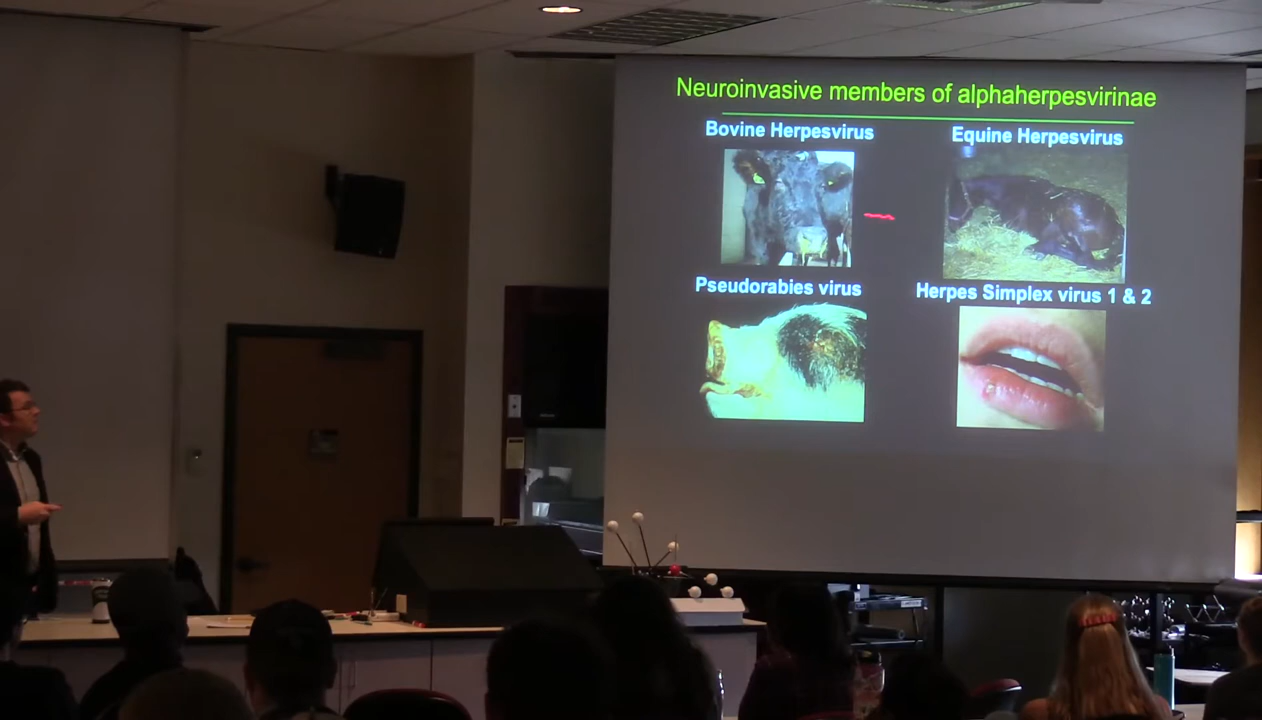 Neuroinvasive members of alphaherpesvirinae
Bovine Herpesvirus
Equine Herpesvirus
Pseudorabies virus
Herpes Simplex virus 1 & 2